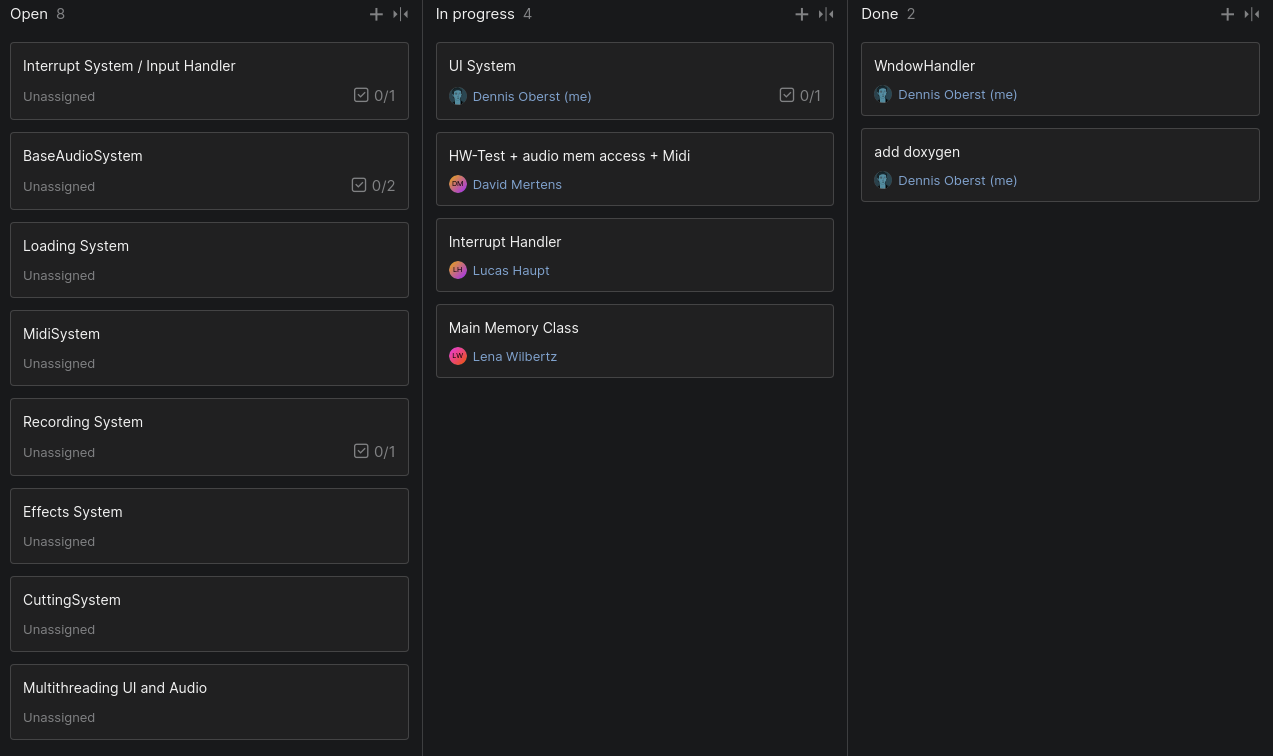 Open 8
Interrupt System / Input Handler
Unassigned 0/1
BaseAudioSystem
Unassigned 0/2
Loading System
Unassigned
MidiSystem
Unassigned
Recording System
Unassigned 0/1
Effects System
Unassigned
CuttingSystem
Unassigned
Multithreading UI and Audio
Unassigned
In progress 4
UI System
Dennis Oberst (me) 0/1
HW-Test + audio mem access + Midi
DM David Mertens
Interrupt Handler
LH Lucas Haupt
Main Memory Class
LW Lena Wilbertz
Done 2
WndowHandler
Dennis Oberst (me)
add doxygen
Dennis Oberst (me)